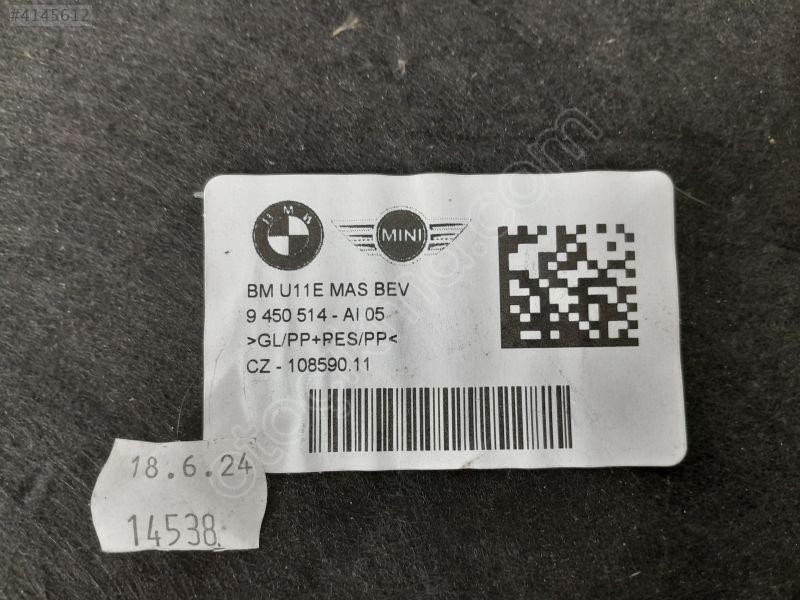 #4145612
BMW
MINI
BM U11E MAS BEV
9 450 514 - AI 05
>GL/PP+PES/PP<
CZ - 108590.11
18.6.24
14538